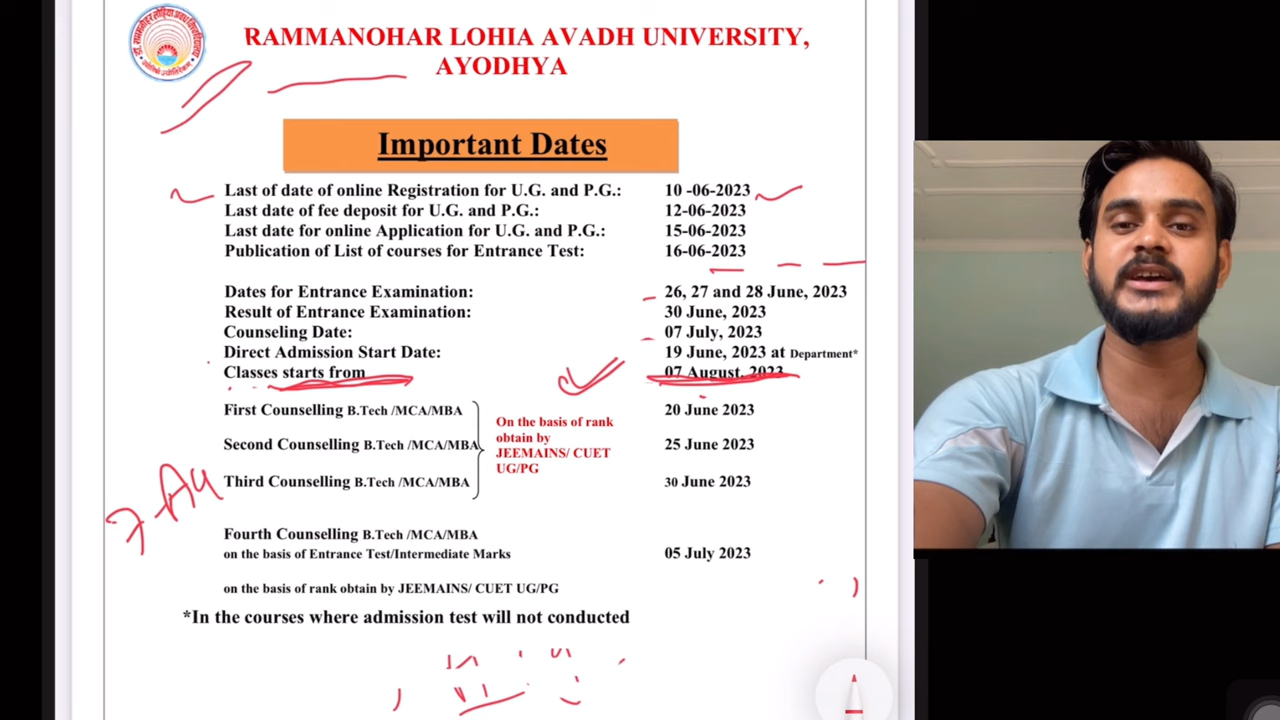 RAMMANOHAR LOHIA AVADH UNIVERSITY,
AYODHYA
Important Dates
Last of date of online Registration for U.G. and P.G.: 10 -06-2023
Last date of fee deposit for U.G. and P.G.: 12-06-2023
Last date for online Application for U.G. and P.G.: 15-06-2023
Publication of List of courses for Entrance Test: 16-06-2023
Dates for Entrance Examination: 26, 27 and 28 June, 2023
Result of Entrance Examination: 30 June, 2023
Counseling Date: 07 July, 2023
Direct Admission Start Date: 19 June, 2023 at Department*
Classes starts from 07 August, 2023
First Counselling B.Tech /MCA/MBA 20 June 2023
On the basis of rank
obtain by
JEEMAINS/ CUET
UG/PG
Second Counselling B.Tech /MCA/MBA 25 June 2023
Third Counselling B.Tech /MCA/MBA 30 June 2023
7 Au
Fourth Counselling B.Tech /MCA/MBA
on the basis of Entrance Test/Intermediate Marks 05 July 2023
on the basis of rank obtain by JEEMAINS/ CUET UG/PG
*In the courses where admission test will not conducted